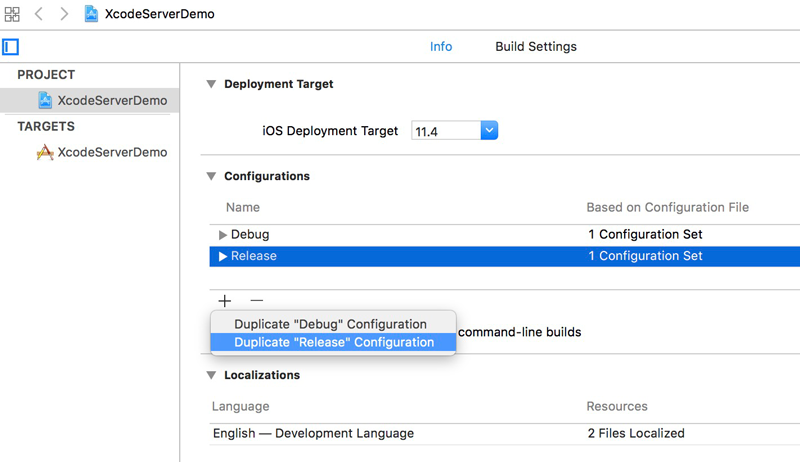 XcodeServerDemo
Info Build Settings
PROJECT
XcodeServerDemo
TARGETS
XcodeServerDemo
Deployment Target
iOS Deployment Target 11.4
Configurations
Name Based on Configuration File
Debug 1 Configuration Set
Release 1 Configuration Set
Duplicate "Debug" Configuration
command-line builds
Duplicate "Release" Configuration
Localizations
Language Resources
English — Development Language 2 Files Localized